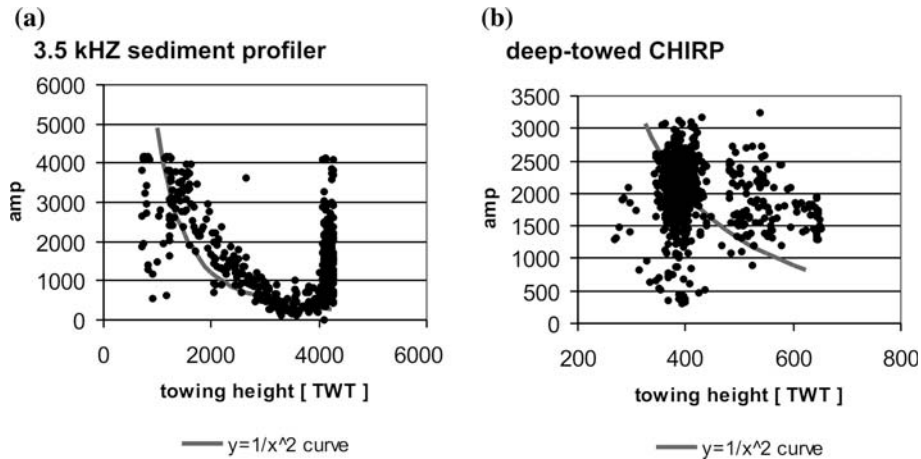 (a)
3.5 kHZ sediment profiler
6000
5000
4000
3000
2000
1000
0
amp
0 2000 4000 6000
towing height [ TWT ]
y=1/x^2 curve
(b)
deep-towed CHIRP
3500
3000
2500
2000
1500
1000
500
0
amp
200 400 600 800
towing height [ TWT ]
y=1/x^2 curve